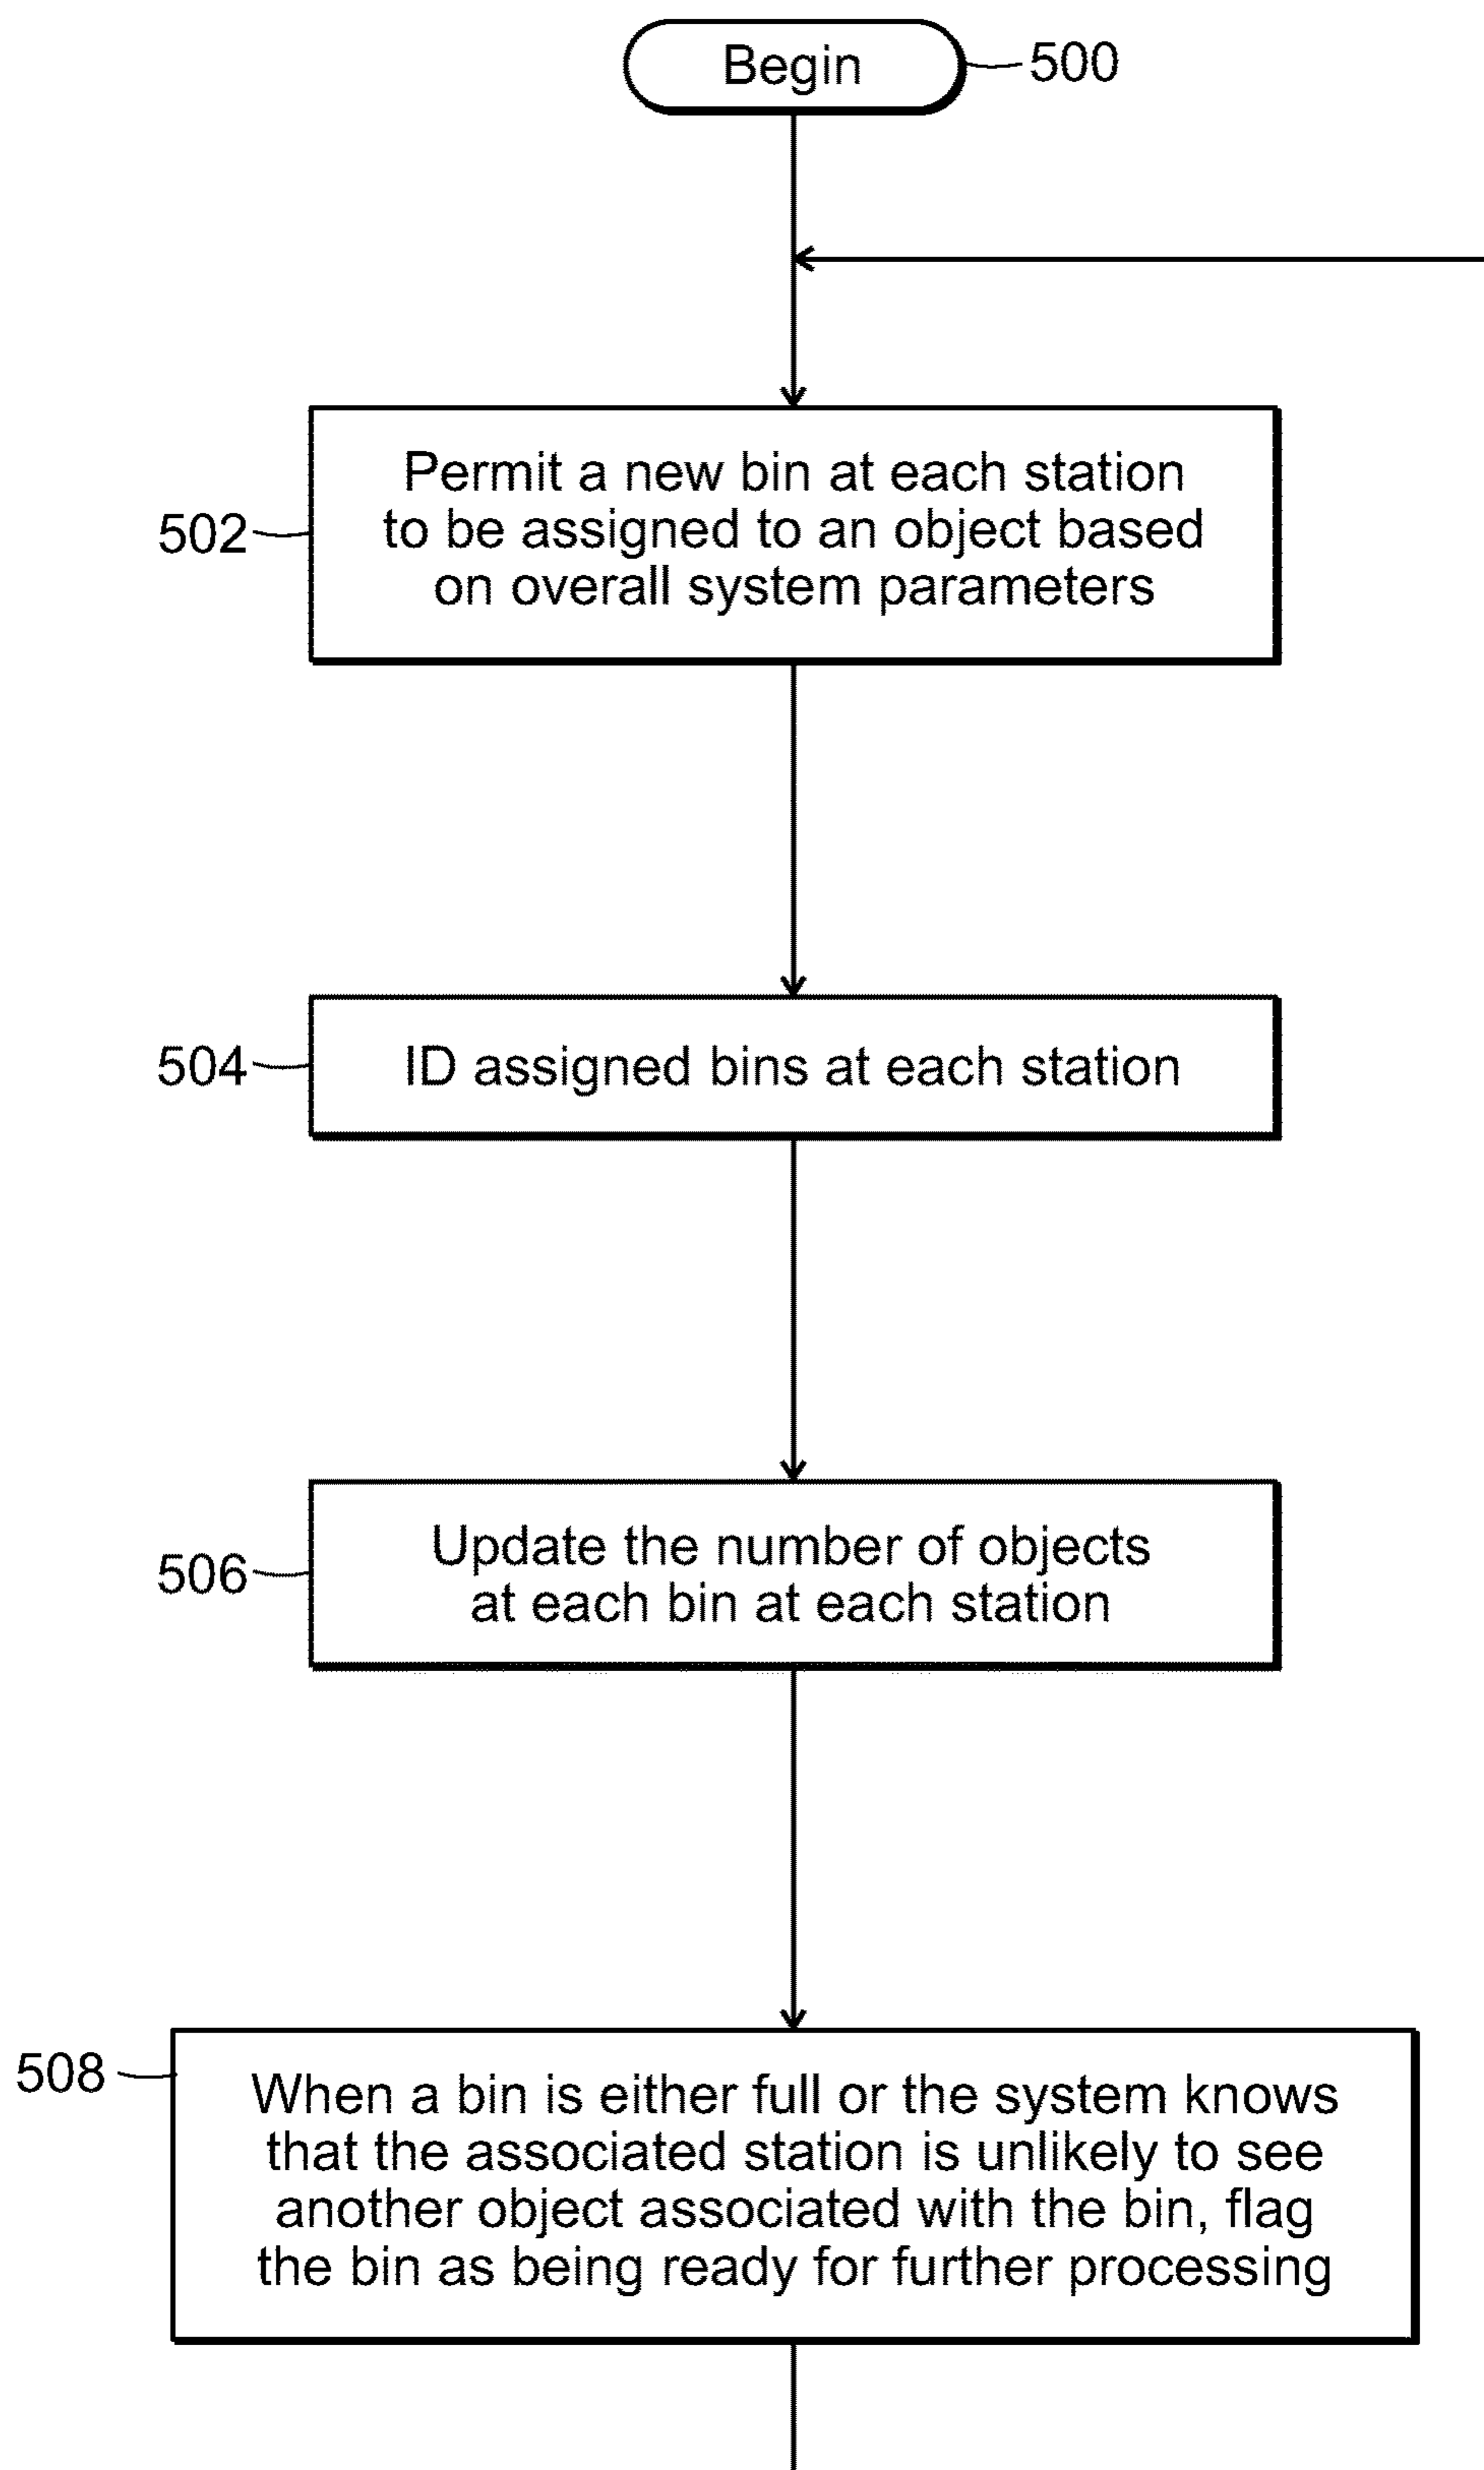 Begin
500
Permit a new bin at each station
to be assigned to an object based
on overall system parameters
502
ID assigned bins at each station
504
Update the number of objects
at each bin at each station
506
508
When a bin is either full or the system knows
that the associated station is unlikely to see
another object associated with the bin, flag
the bin as being ready for further processing